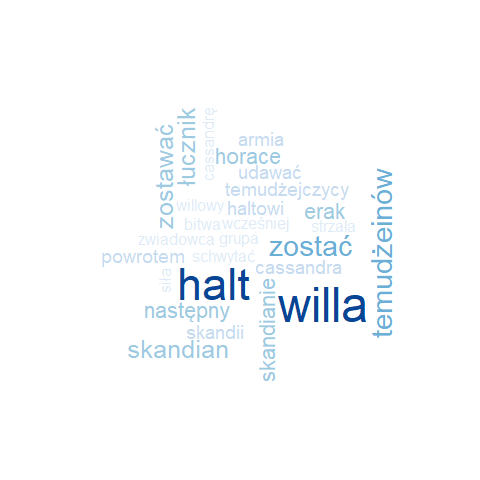 cassandrę
łucznik
zostawać
armia
horace
udawać
temudżejczycy
temudżeinów
willowy
haltowi
erak
bitwa
wcześniej
strzała
zwiadowca
grupa
zostać
powrotem
schwytać
cassandra
siła
halt
skandianie
willa
następny
skandii
skandian